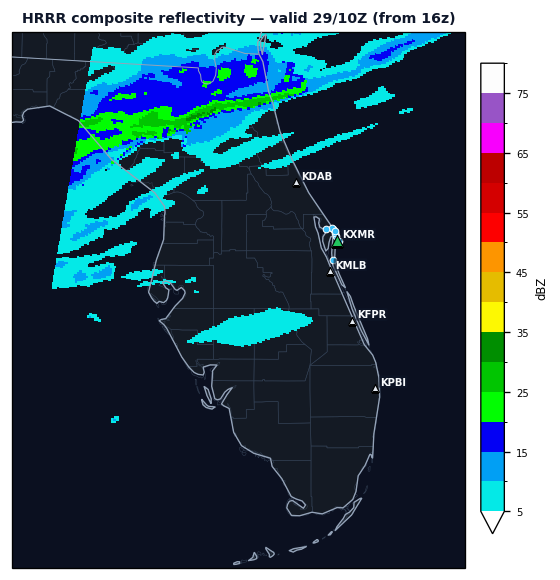 HRRR composite reflectivity — valid 29/10Z (from 16z)
KDAB
KXMR
KMLB
KFPR
KPBI
75
65
55
45
35
25
15
5
dBZ